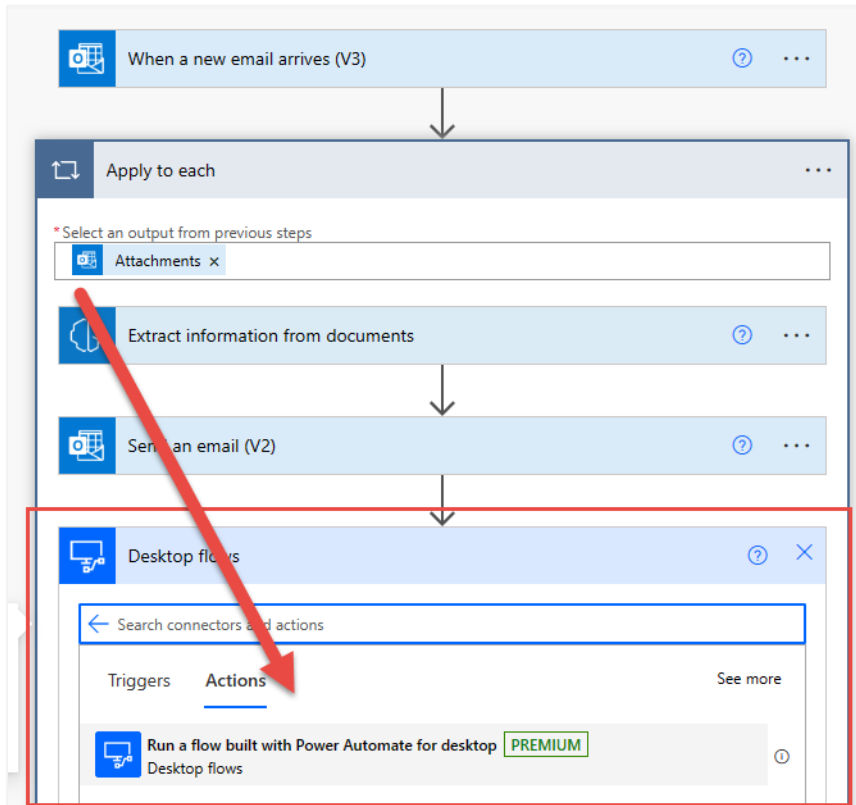 When a new email arrives (V3)
Apply to each
* Select an output from previous steps
Attachments ×
Extract information from documents
Send an email (V2)
Desktop flows
Search connectors and actions
Triggers Actions See more
Run a flow built with Power Automate for desktop PREMIUM
Desktop flows